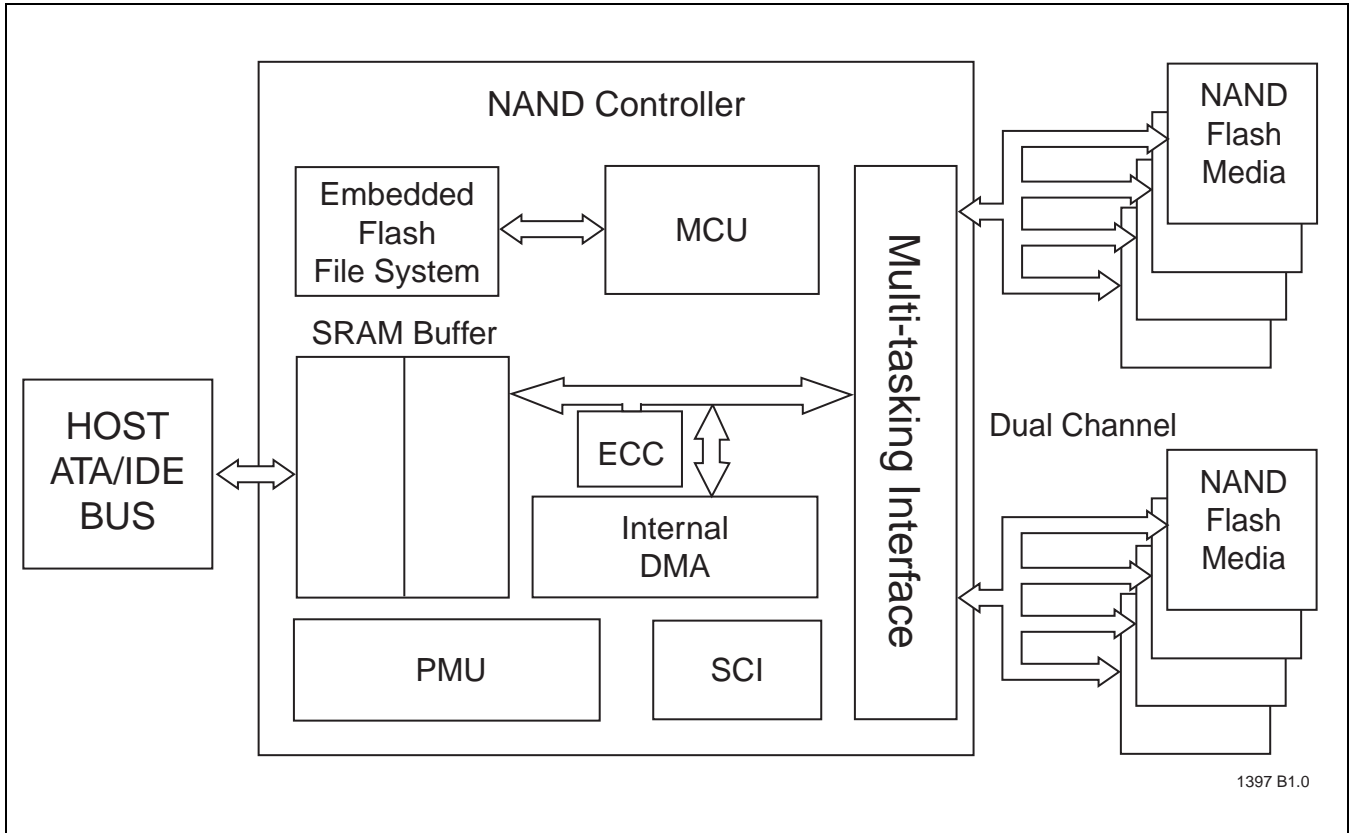 NAND Controller
Embedded
Flash
File System
MCU
SRAM Buffer
HOST
ATA/IDE
BUS
ECC
Internal
DMA
PMU
SCI
Multi-tasking Interface
NAND
Flash
Media
Dual Channel
NAND
Flash
Media
1397 B1.0